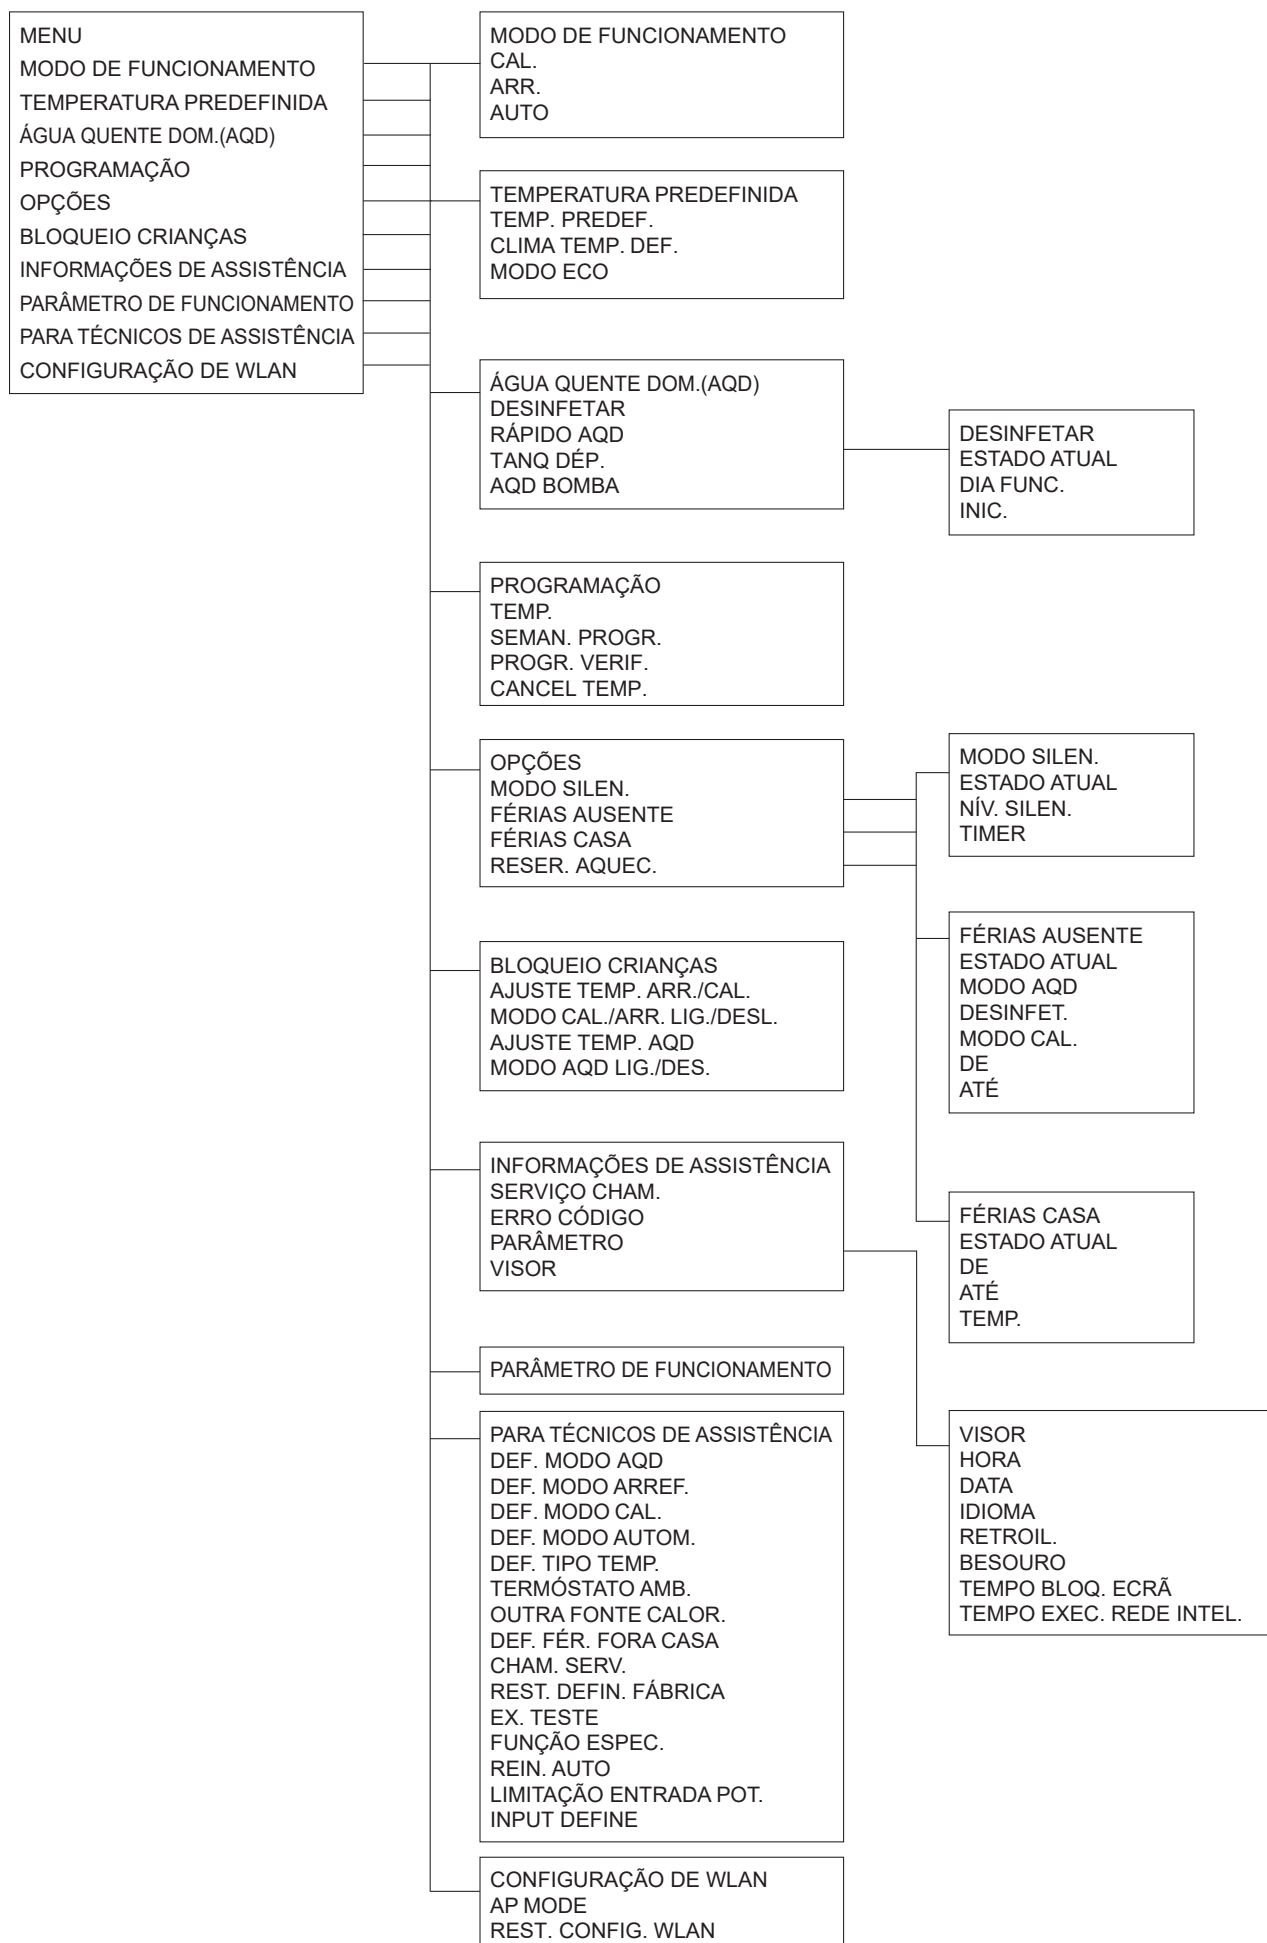 MENU
MODO DE FUNCIONAMENTO
TEMPERATURA PREDEFINIDA
ÁGUA QUENTE DOM.(AQD)
PROGRAMAÇÃO
OPÇÕES
BLOQUEIO CRIANÇAS
INFORMAÇÕES DE ASSISTÊNCIA
PARÂMETRO DE FUNCIONAMENTO
PARA TÉCNICOS DE ASSISTÊNCIA
CONFIGURAÇÃO DE WLAN
MODO DE FUNCIONAMENTO
CAL.
ARR.
AUTO
TEMPERATURA PREDEFINIDA
TEMP. PREDEF.
CLIMA TEMP. DEF.
MODO ECO
ÁGUA QUENTE DOM.(AQD)
DESINFETAR
RÁPIDO AQD
TANQ DÉP.
AQD BOMBA
DESINFETAR
ESTADO ATUAL
DIA FUNC.
INIC.
PROGRAMAÇÃO
TEMP.
SEMAN. PROGR.
PROGR. VERIF.
CANCEL TEMP.
OPÇÕES
MODO SILEN.
FÉRIAS AUSENTE
FÉRIAS CASA
RESER. AQUEC.
MODO SILEN.
ESTADO ATUAL
NÍV. SILEN.
TIMER
FÉRIAS AUSENTE
ESTADO ATUAL
MODO AQD
DESINFET.
MODO CAL.
DE
ATÉ
FÉRIAS CASA
ESTADO ATUAL
DE
ATÉ
TEMP.
BLOQUEIO CRIANÇAS
AJUSTE TEMP. ARR./CAL.
MODO CAL./ARR. LIG./DESL.
AJUSTE TEMP. AQD
MODO AQD LIG./DES.
INFORMAÇÕES DE ASSISTÊNCIA
SERVIÇO CHAM.
ERRO CÓDIGO
PARÂMETRO
VISOR
VISOR
HORA
DATA
IDIOMA
RETROIL.
BESOURO
TEMPO BLOQ. ECRÃ
TEMPO EXEC. REDE INTEL.
PARÂMETRO DE FUNCIONAMENTO
PARA TÉCNICOS DE ASSISTÊNCIA
DEF. MODO AQD
DEF. MODO ARREF.
DEF. MODO CAL.
DEF. MODO AUTOM.
DEF. TIPO TEMP.
TERMÓSTATO AMB.
OUTRA FONTE CALOR.
DEF. FÉR. FORA CASA
CHAM. SERV.
REST. DEFIN. FÁBRICA
EX. TESTE
FUNÇÃO ESPEC.
REIN. AUTO
LIMITAÇÃO ENTRADA POT.
INPUT DEFINE
CONFIGURAÇÃO DE WLAN
AP MODE
REST. CONFIG. WLAN